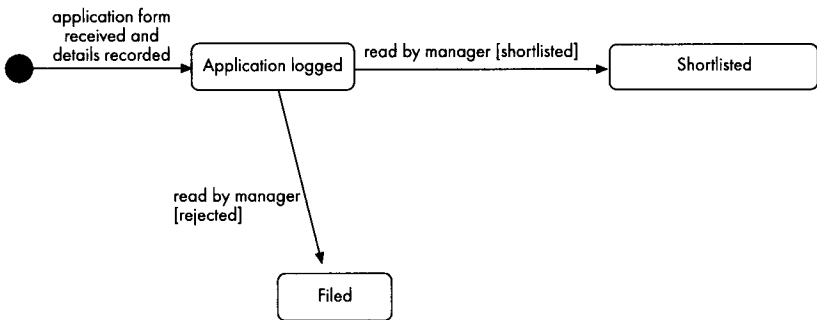 application form
received and
details recorded
Application logged
read by manager [shortlisted]
Shortlisted
read by manager
[rejected]
Filed